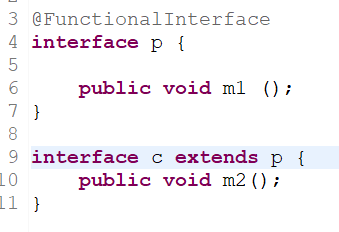 3 @FunctionalInterface
4 interface p {
5
6     public void m1 ();
7 }
8
9 interface c extends p {
10     public void m2();
11 }